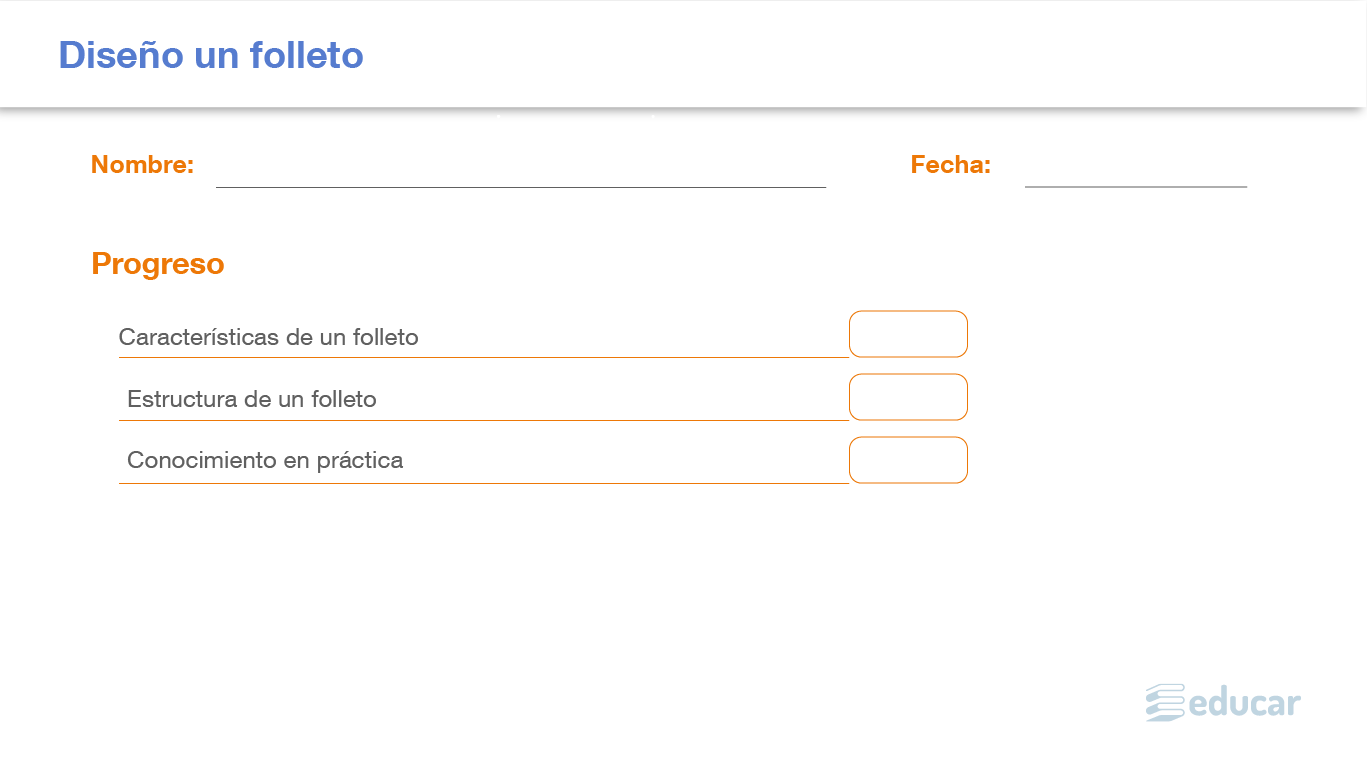 Diseño un folleto
Nombre: Fecha:
Progreso
Características de un folleto
Estructura de un folleto
Conocimiento en práctica
educar